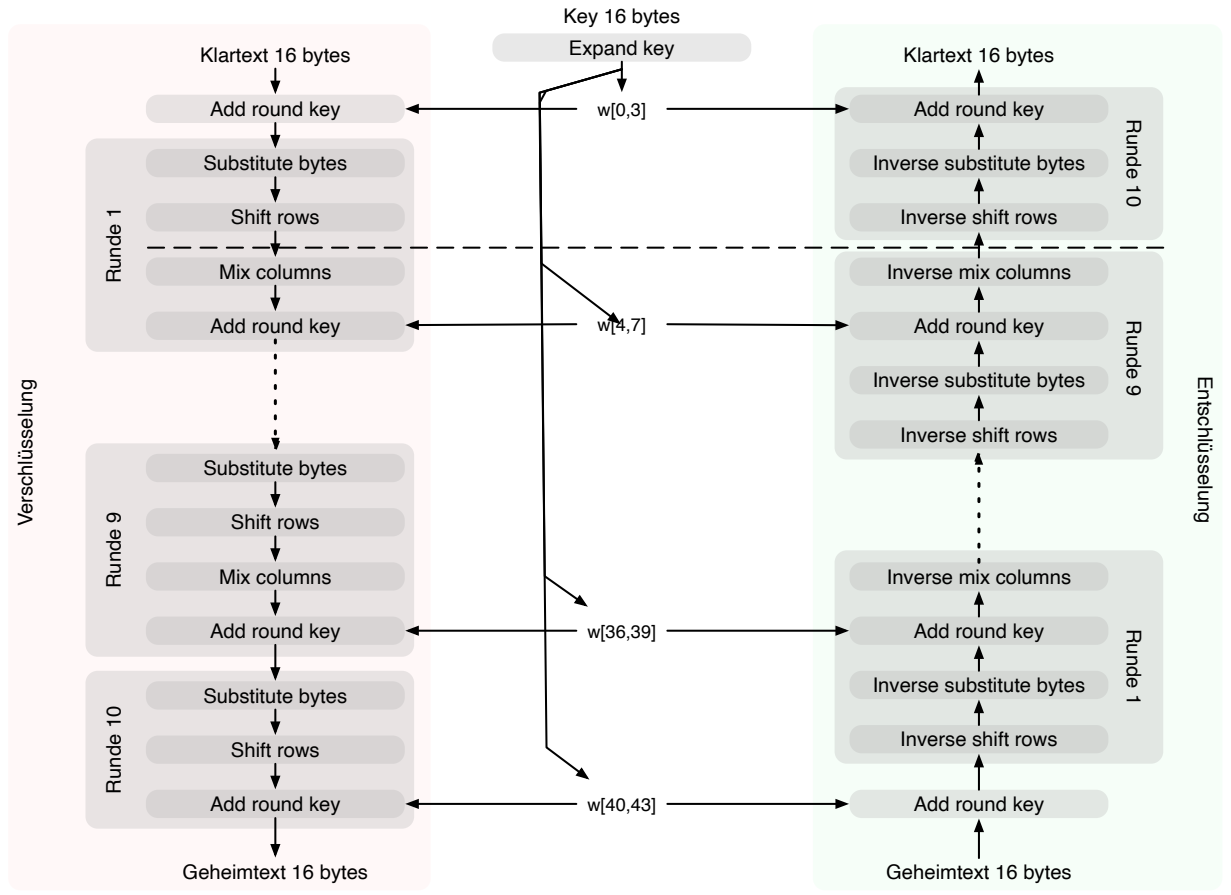 Key 16 bytes
Expand key
w[0,3]
w[4,7]
w[36,39]
w[40,43]
Verschlüsselung
Klartext 16 bytes
Add round key
Runde 1
Substitute bytes
Shift rows
Mix columns
Add round key
Runde 9
Substitute bytes
Shift rows
Mix columns
Add round key
Runde 10
Substitute bytes
Shift rows
Add round key
Geheimtext 16 bytes
Entschlüsselung
Klartext 16 bytes
Runde 10
Add round key
Inverse substitute bytes
Inverse shift rows
Runde 9
Inverse mix columns
Add round key
Inverse substitute bytes
Inverse shift rows
Runde 1
Inverse mix columns
Add round key
Inverse substitute bytes
Inverse shift rows
Add round key
Geheimtext 16 bytes